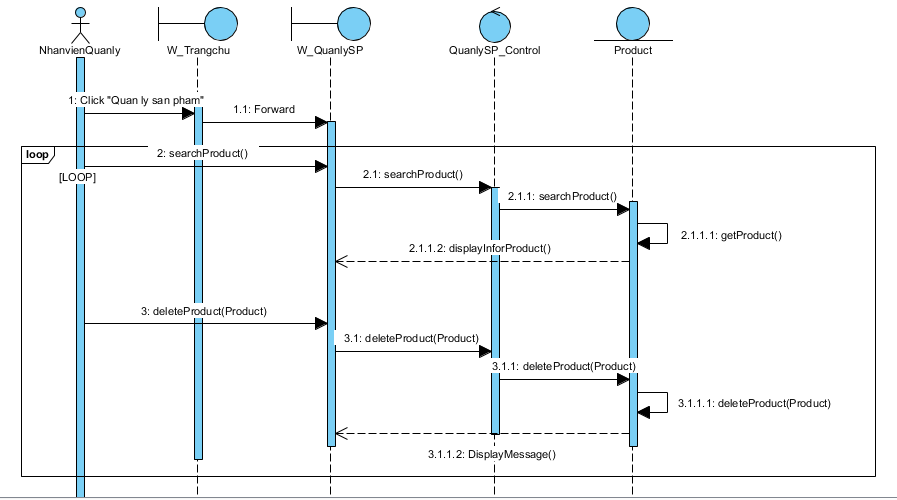 NhanvienQuanly
W_Trangchu
W_QuanlySP
QuanlySP_Control
Product
1: Click "Quan ly san pham"
1.1: Forward
loop
2: searchProduct()
[LOOP]
2.1: searchProduct()
2.1.1: searchProduct()
2.1.1.1: getProduct()
2.1.1.2: displayInforProduct()
3: deleteProduct(Product)
3.1: deleteProduct(Product)
3.1.1: deleteProduct(Product)
3.1.1.1: deleteProduct(Product)
3.1.1.2: DisplayMessage()